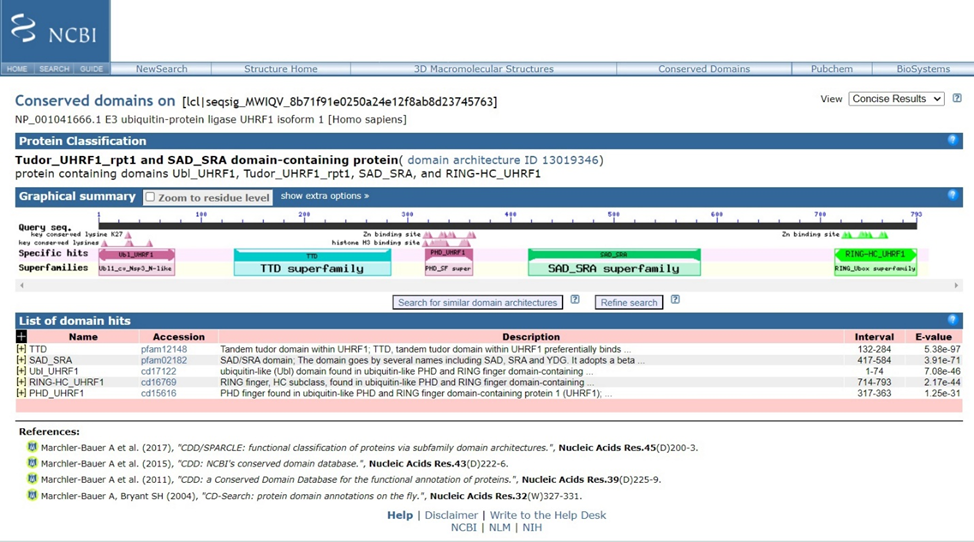 NCBI
HOME SEARCH GUIDE NewSearch Structure Home 3D Macromolecular Structures Conserved Domains Pubchem BioSystems
Conserved domains on [lcl|seqsig_MWIQV_8b71f91e0250a24e12f8ab8d23745763]
View Concise Results ?
NP_001041666.1 E3 ubiquitin-protein ligase UHRF1 isoform 1 [Homo sapiens]
Protein Classification ?
Tudor_UHRF1_rpt1 and SAD_SRA domain-containing protein( domain architecture ID 13019346)
protein containing domains Ubl_UHRF1, Tudor_UHRF1_rpt1, SAD_SRA, and RING-HC_UHRF1
Graphical summary Zoom to residue level show extra options » ?
1 100 200 300 400 500 600 700 793
Query seq.
key conserved lysine K27 Zn binding site Zn binding site
key conserved lysines histone H3 binding site
Specific hits Ubl_UHRF1 TTD PHD_UHRF1 SAD_SRA RING-HC_UHRF1
Superfamilies Ubl1_cv_Nsp3_N-like TTD superfamily PHD_SF super SAD_SRA superfamily RING_Ubox superfamily
Search for similar domain architectures ? Refine search ?
List of domain hits ?
+ Name Accession Description Interval E-value
[+] TTD pfam12148 Tandem tudor domain within UHRF1; TTD, tandem tudor domain within UHRF1 preferentially binds ... 132-284 5.38e-97
[+] SAD_SRA pfam02182 SAD/SRA domain; The domain goes by several names including SAD, SRA and YDG. It adopts a beta ... 417-584 3.91e-71
[+] Ubl_UHRF1 cd17122 ubiquitin-like (Ubl) domain found in ubiquitin-like PHD and RING finger domain-containing ... 1-74 7.08e-46
[+] RING-HC_UHRF1 cd16769 RING finger, HC subclass, found in ubiquitin-like PHD and RING finger domain-containing ... 714-793 2.17e-44
[+] PHD_UHRF1 cd15616 PHD finger found in ubiquitin-like PHD and RING finger domain-containing protein 1 (UHRF1); ... 317-363 1.25e-31
References:
Marchler-Bauer A et al. (2017), "CDD/SPARCLE: functional classification of proteins via subfamily domain architectures.", Nucleic Acids Res.45(D)200-3.
Marchler-Bauer A et al. (2015), "CDD: NCBI's conserved domain database.", Nucleic Acids Res.43(D)222-6.
Marchler-Bauer A et al. (2011), "CDD: a Conserved Domain Database for the functional annotation of proteins.", Nucleic Acids Res.39(D)225-9.
Marchler-Bauer A, Bryant SH (2004), "CD-Search: protein domain annotations on the fly.", Nucleic Acids Res.32(W)327-331.
Help | Disclaimer | Write to the Help Desk
NCBI | NLM | NIH